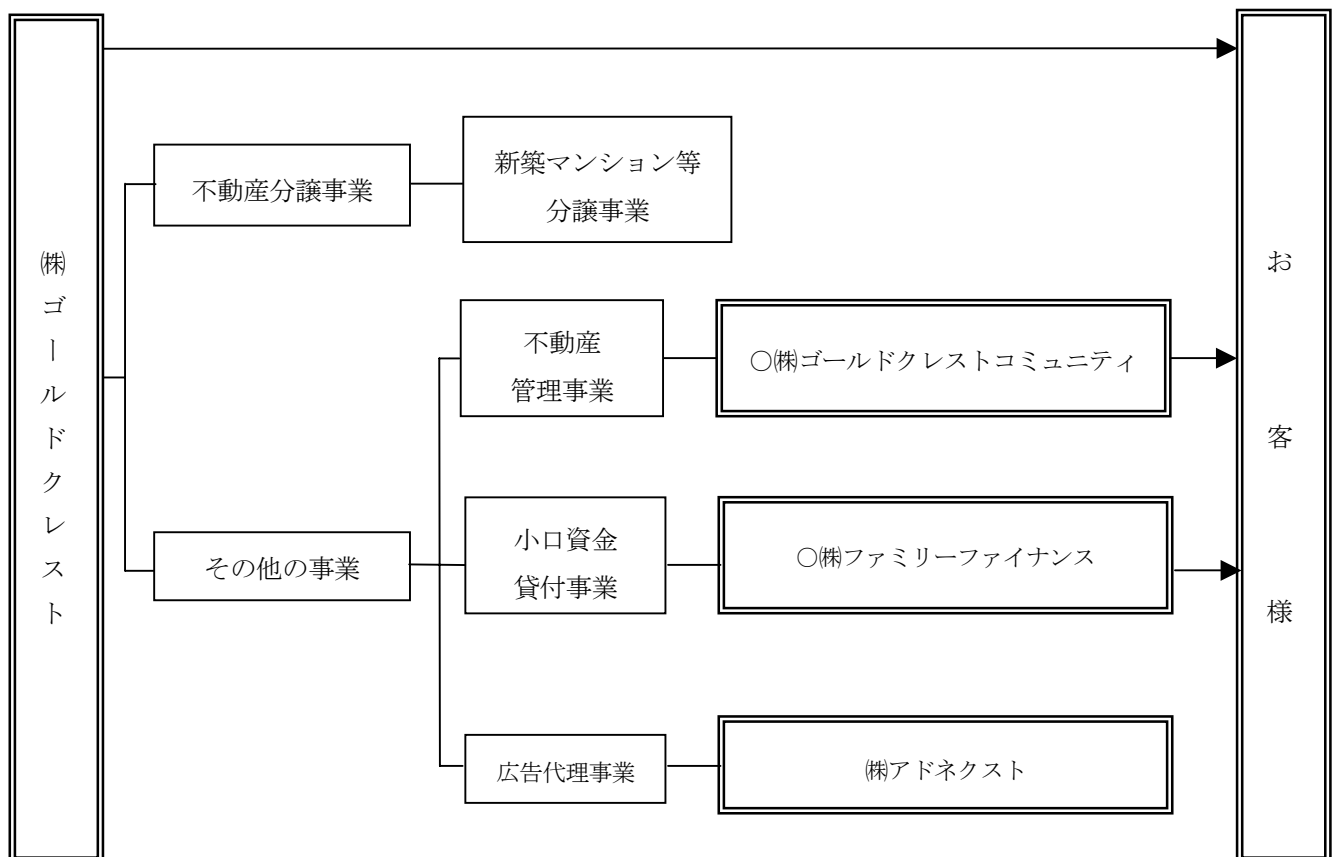 ㈱ゴールドクレスト
不動産分譲事業
新築マンション等
分譲事業
不動産
管理事業
○㈱ゴールドクレストコミュニティ
その他の事業
小口資金
貸付事業
○㈱ファミリーファイナンス
広告代理事業
㈱アドネクスト
お客様